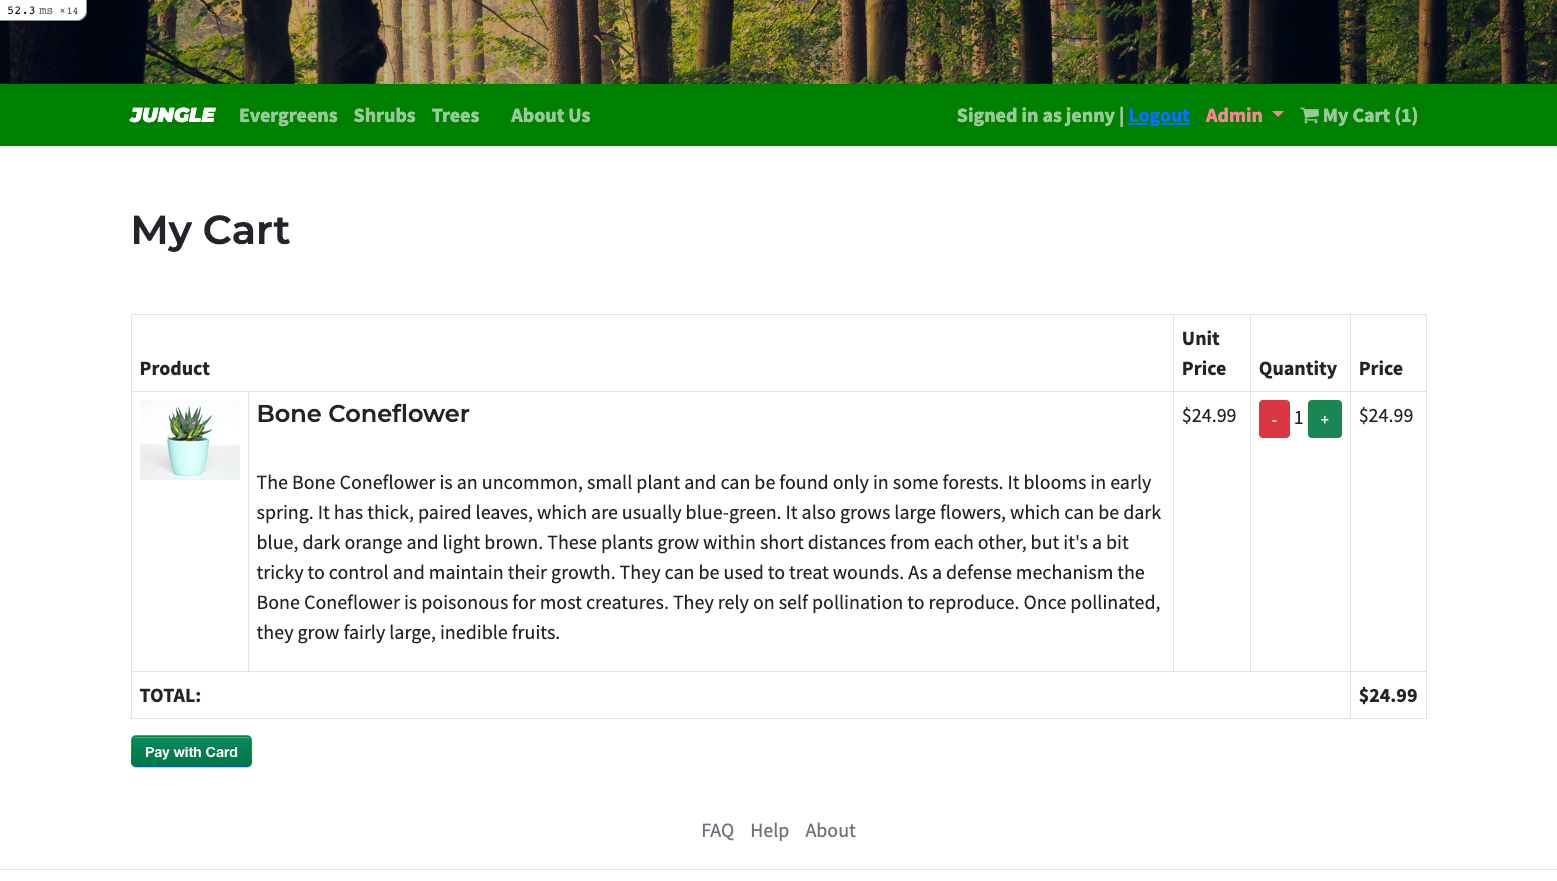 52.3 ms ×14
JUNGLE Evergreens Shrubs Trees About Us Signed in as jenny | Logout Admin My Cart (1)
My Cart
Product Unit Price Quantity Price
Bone Coneflower $24.99 - 1 + $24.99
The Bone Coneflower is an uncommon, small plant and can be found only in some forests. It blooms in early
spring. It has thick, paired leaves, which are usually blue-green. It also grows large flowers, which can be dark
blue, dark orange and light brown. These plants grow within short distances from each other, but it's a bit
tricky to control and maintain their growth. They can be used to treat wounds. As a defense mechanism the
Bone Coneflower is poisonous for most creatures. They rely on self pollination to reproduce. Once pollinated,
they grow fairly large, inedible fruits.
TOTAL: $24.99
Pay with Card
FAQ Help About